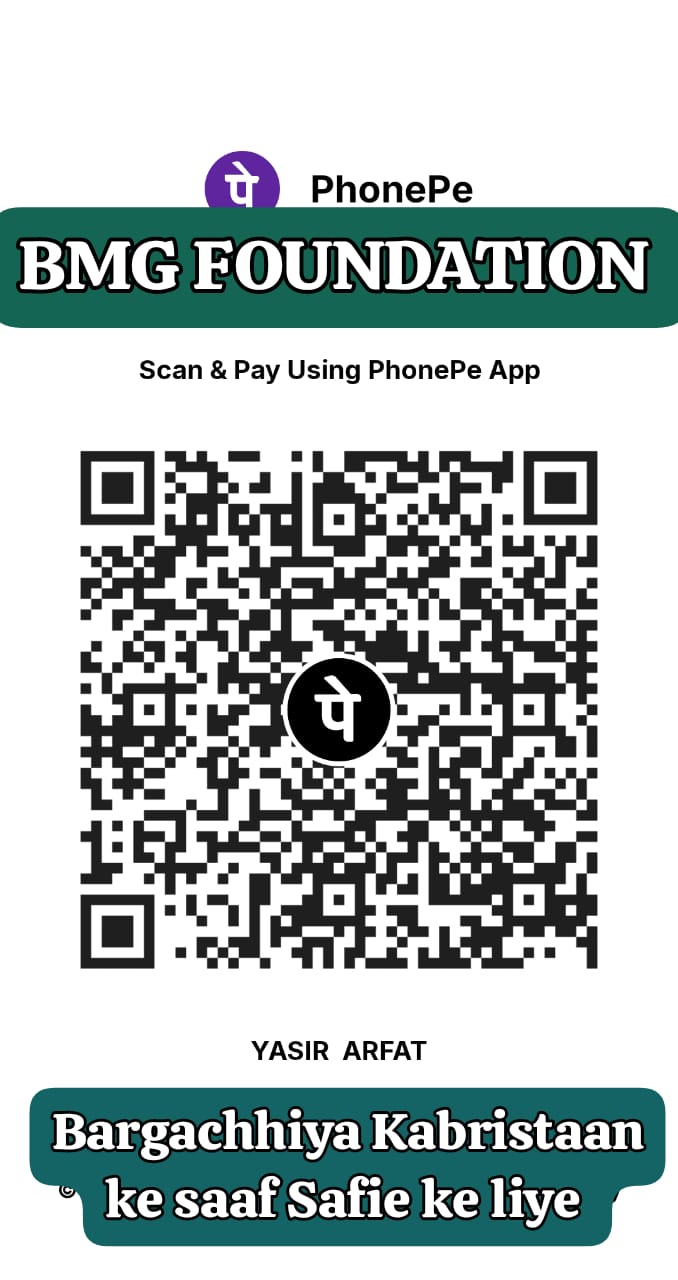 पे PhonePe
BMG FOUNDATION
Scan & Pay Using PhonePe App
पे
YASIR ARFAT
Bargachhiya Kabristaan
ke saaf Safie ke liye